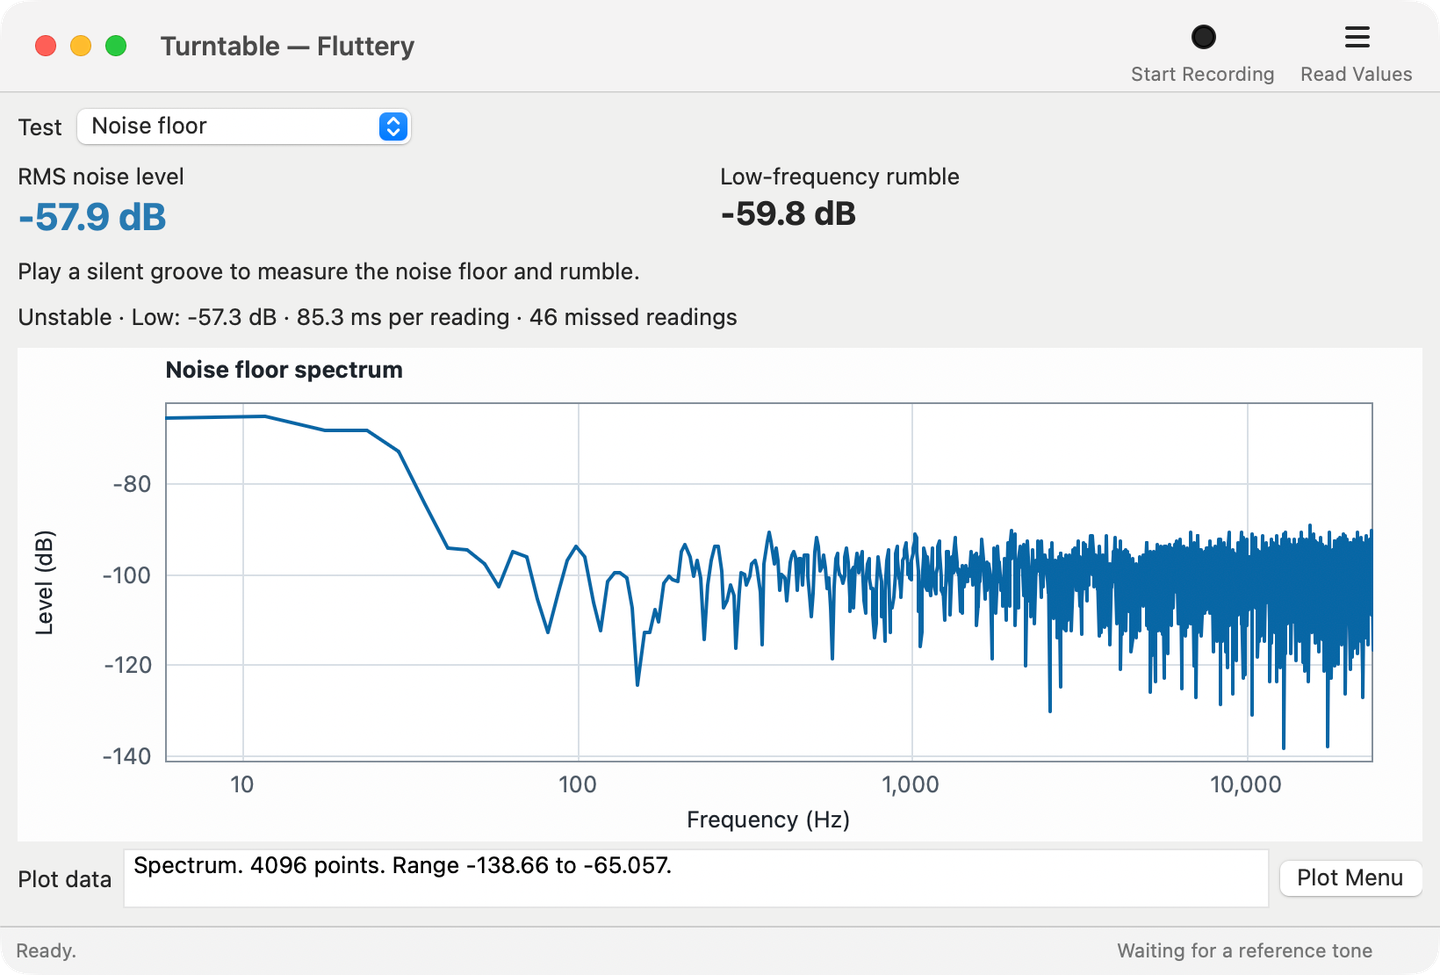 Turntable — Fluttery
Start Recording
Read Values
Test
Noise floor
RMS noise level
-57.9 dB
Low-frequency rumble
-59.8 dB
Play a silent groove to measure the noise floor and rumble.
Unstable · Low: -57.3 dB · 85.3 ms per reading · 46 missed readings
Noise floor spectrum
Level (dB)
-80
-100
-120
-140
10
100
1,000
10,000
Frequency (Hz)
Plot data
Spectrum. 4096 points. Range -138.66 to -65.057.
Plot Menu
Ready.
Waiting for a reference tone